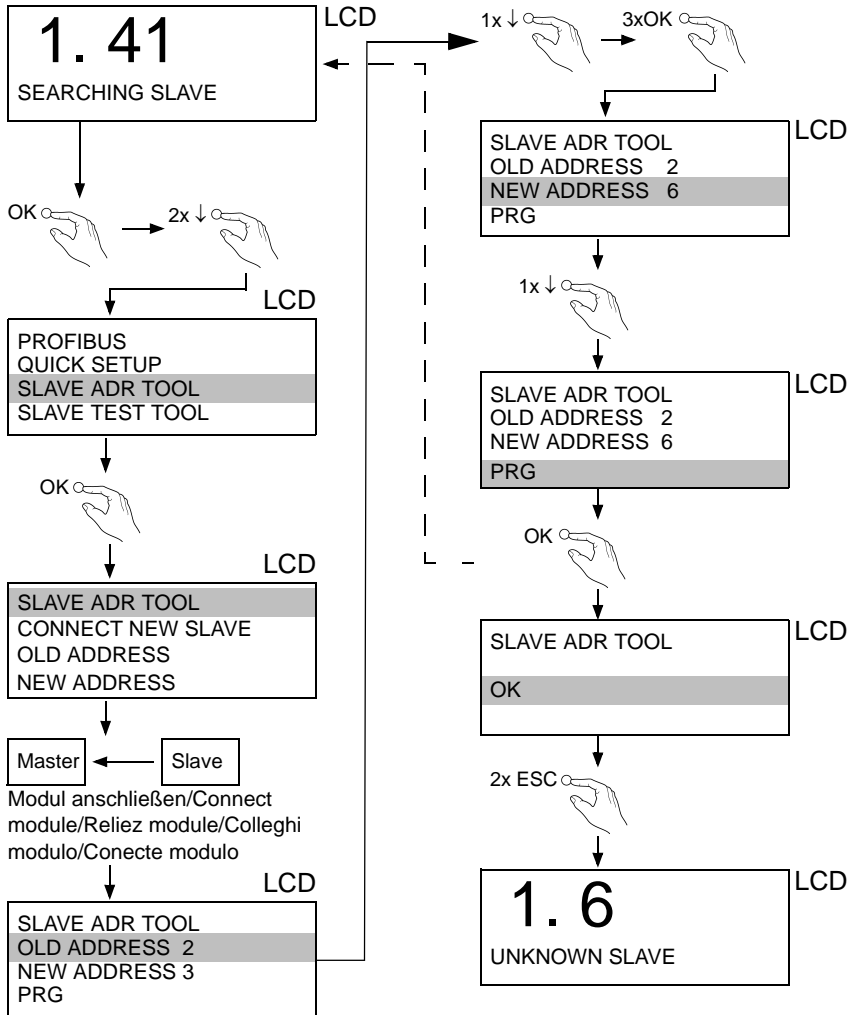 LCD
1. 41
SEARCHING SLAVE
OK
2x ↓
LCD
PROFIBUS
QUICK SETUP
SLAVE ADR TOOL
SLAVE TEST TOOL
OK
LCD
SLAVE ADR TOOL
CONNECT NEW SLAVE
OLD ADDRESS
NEW ADDRESS
Master
Slave
Modul anschließen/Connect
module/Reliez module/Colleghi
modulo/Conecte modulo
LCD
SLAVE ADR TOOL
OLD ADDRESS 2
NEW ADDRESS 3
PRG
1x ↓
3xOK
LCD
SLAVE ADR TOOL
OLD ADDRESS 2
NEW ADDRESS 6
PRG
1x ↓
LCD
SLAVE ADR TOOL
OLD ADDRESS 2
NEW ADDRESS 6
PRG
OK
LCD
SLAVE ADR TOOL
OK
2x ESC
LCD
1. 6
UNKNOWN SLAVE